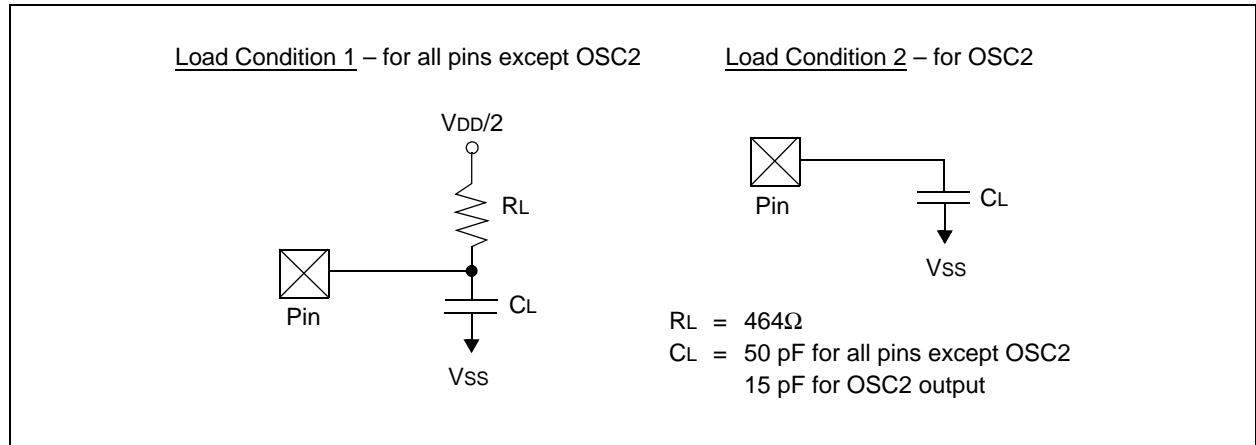 Load Condition 1 – for all pins except OSC2
VDD/2
RL
Pin
CL
VSS
Load Condition 2 – for OSC2
Pin
CL
VSS
RL = 464Ω
CL = 50 pF for all pins except OSC2
15 pF for OSC2 output